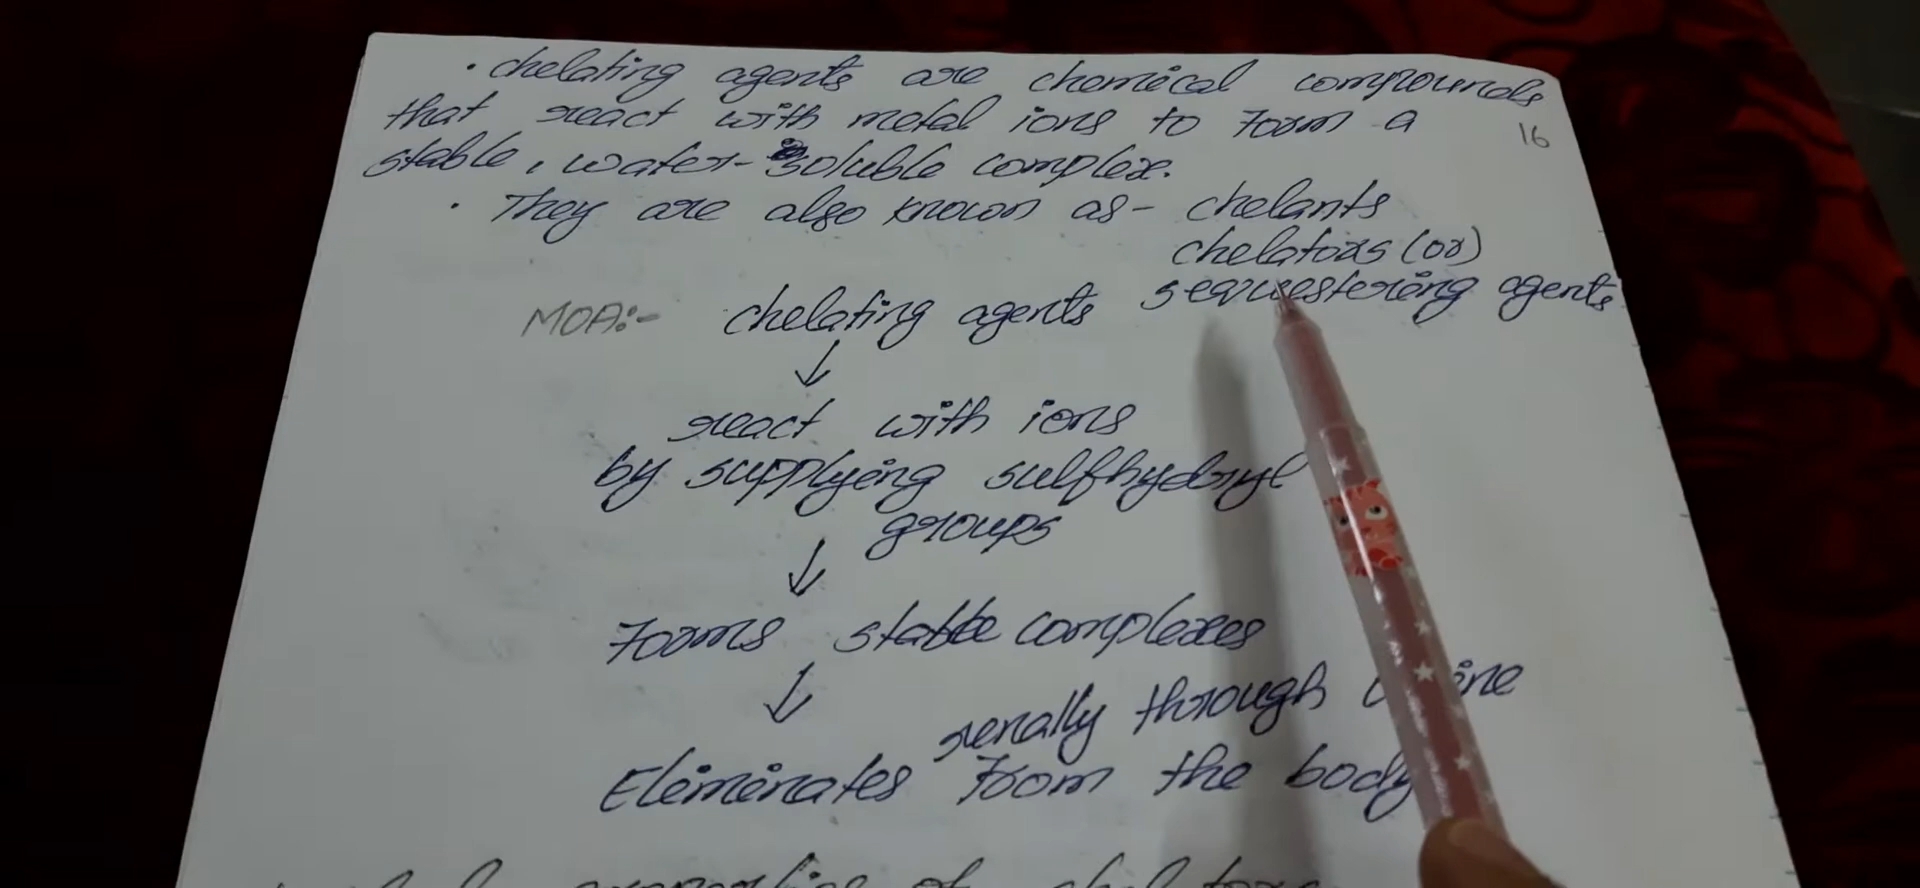 • chelating agents are chemical compounds
that react with metal ions to form a
16
stable, water-soluble complex.
• They are also known as - chelants
chelators (or)
sequestering agents
MOA:- chelating agents
↓
react with ions
by supplying sulfhydryl
groups
↓
Forms stable complexes
↓
renally through
Eliminates from the body
of